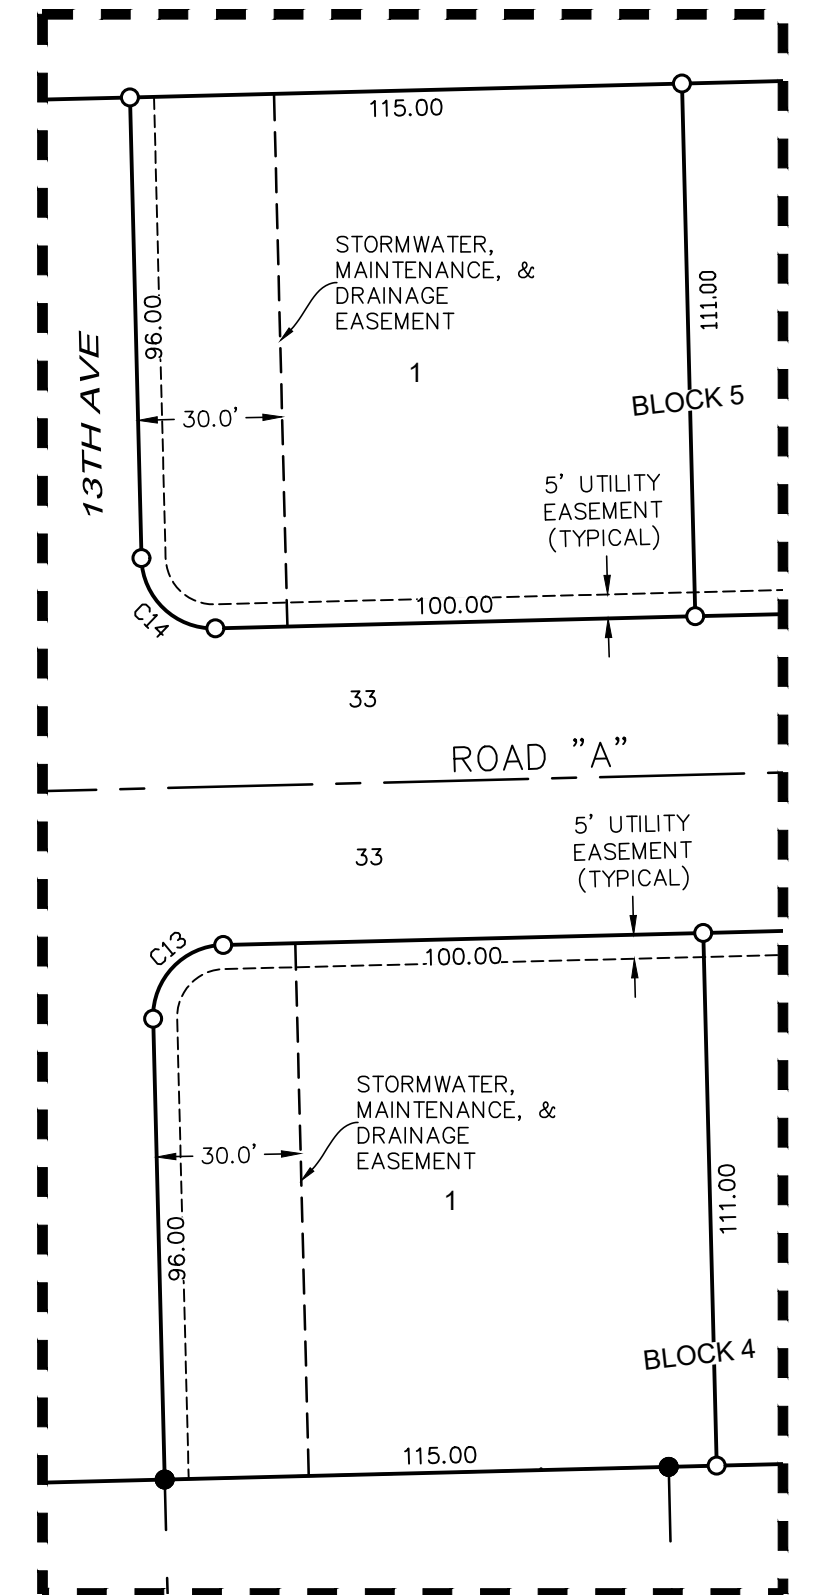 115.00
STORMWATER,
MAINTENANCE, &
DRAINAGE
EASEMENT
111.00
96.00
13TH AVE
1
BLOCK 5
30.0'
5' UTILITY
EASEMENT
(TYPICAL)
100.00
C14
33
ROAD "A"
5' UTILITY
EASEMENT
(TYPICAL)
33
C13
100.00
STORMWATER,
MAINTENANCE, &
DRAINAGE
EASEMENT
30.0'
1
111.00
96.00
BLOCK 4
115.00